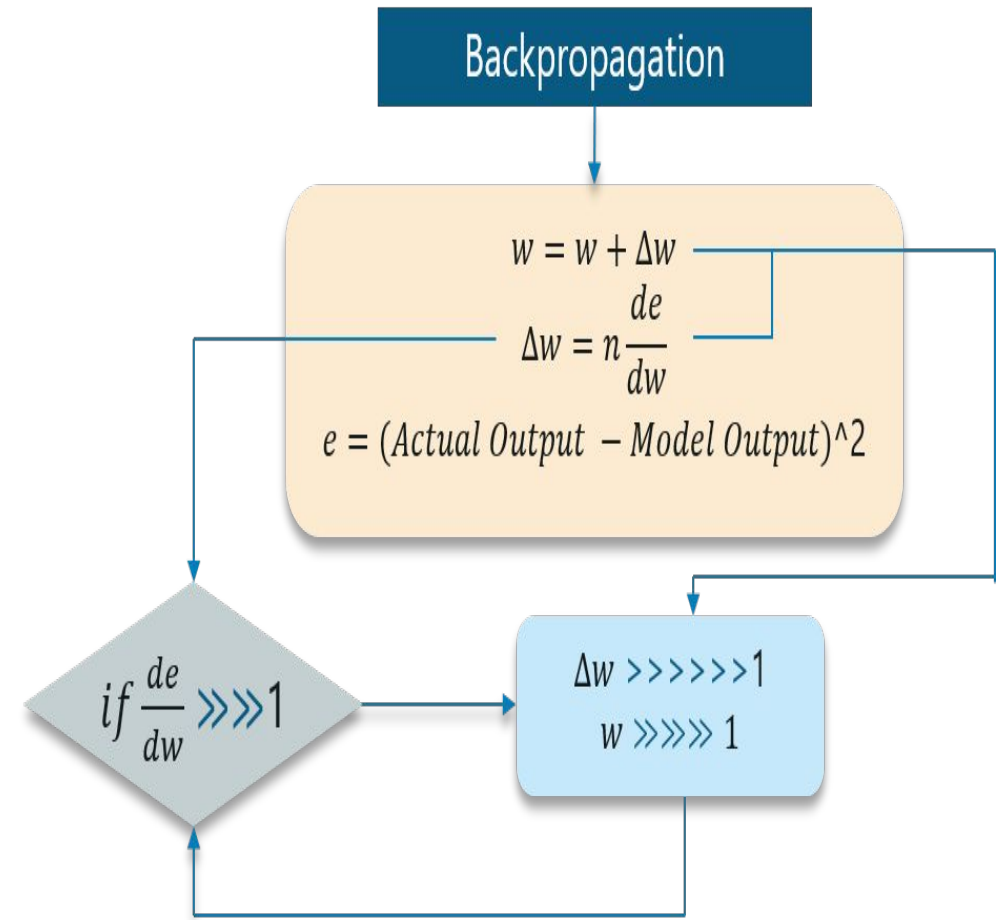 Backpropagation
w = w + Δw
Δw = n de/dw
e = (Actual Output – Model Output)^2
if de/dw ⋙⋙1
Δw >>>>>>1
w ⋙⋙ 1